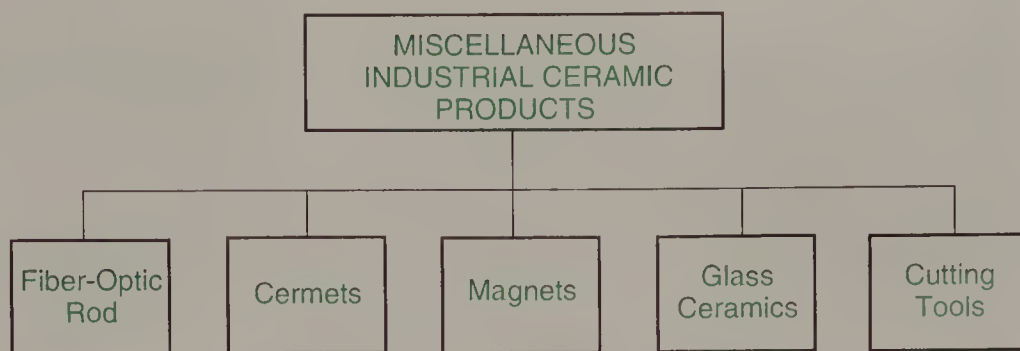 MISCELLANEOUS
INDUSTRIAL CERAMIC
PRODUCTS
Fiber-Optic
Rod
Cermets
Magnets
Glass
Ceramics
Cutting
Tools